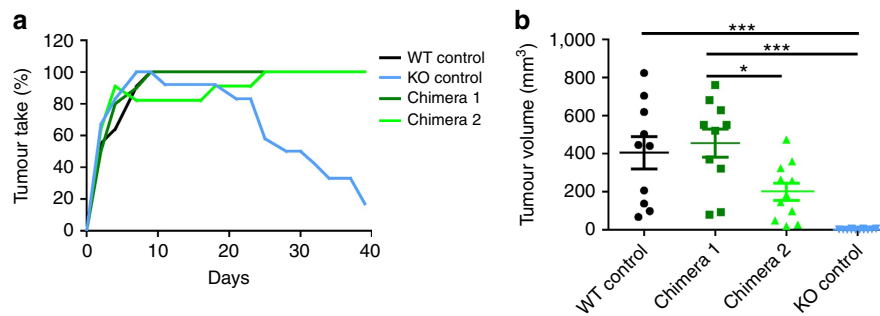 a
Tumour take (%)
120
100
80
60
40
20
0
0 10 20 30 40
Days
WT control
KO control
Chimera 1
Chimera 2
b
Tumour volume (mm³)
1,000
800
600
400
200
0
***
***
*
WT control
Chimera 1
Chimera 2
KO control